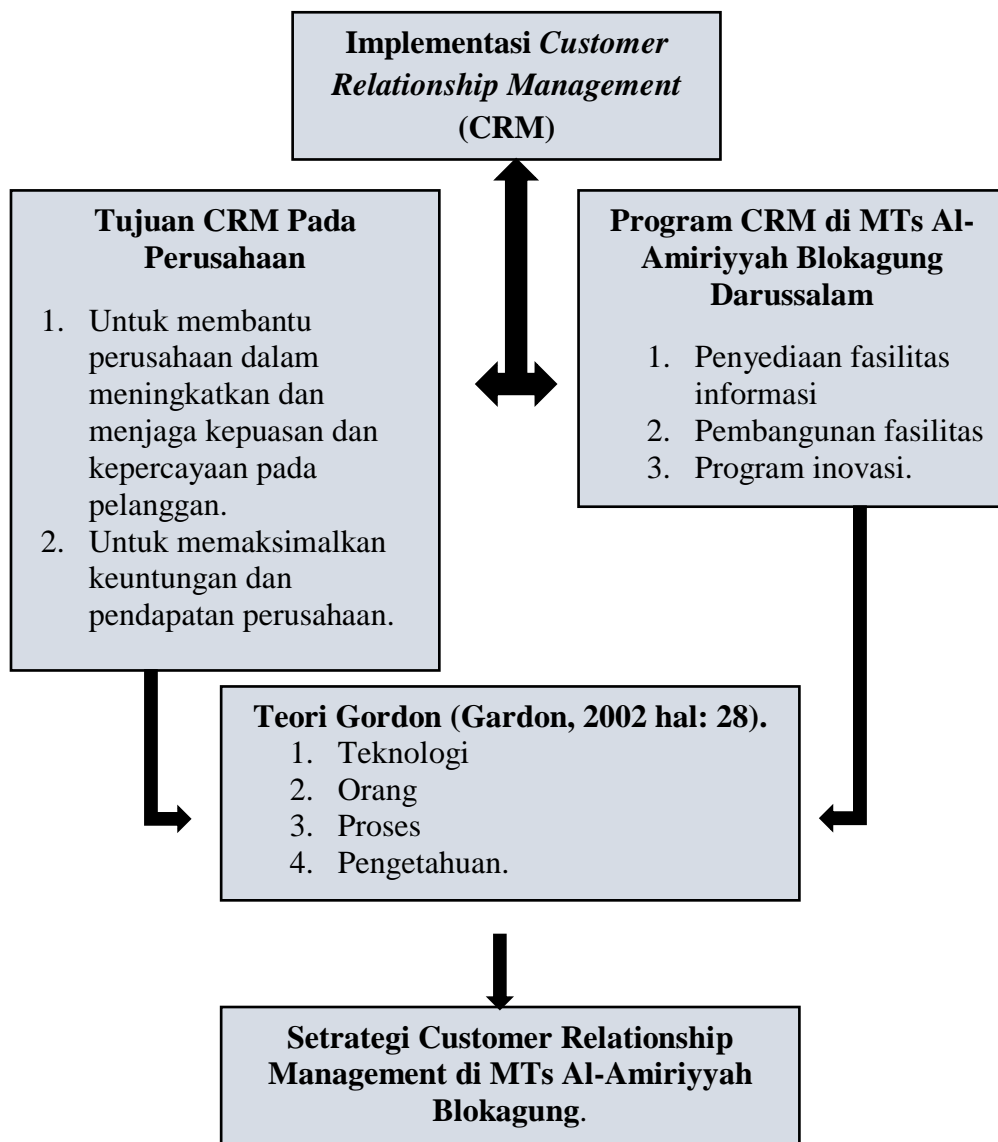 Implementasi Customer
Relationship Management
(CRM)
Tujuan CRM Pada
Perusahaan
1. Untuk membantu
perusahaan dalam
meningkatkan dan
menjaga kepuasan dan
kepercayaan pada
pelanggan.
2. Untuk memaksimalkan
keuntungan dan
pendapatan perusahaan.
Program CRM di MTs Al-
Amiriyyah Blokagung
Darussalam
1. Penyediaan fasilitas
informasi
2. Pembangunan fasilitas
3. Program inovasi.
Teori Gordon (Gardon, 2002 hal: 28).
1. Teknologi
2. Orang
3. Proses
4. Pengetahuan.
Setrategi Customer Relationship
Management di MTs Al-Amiriyyah
Blokagung.